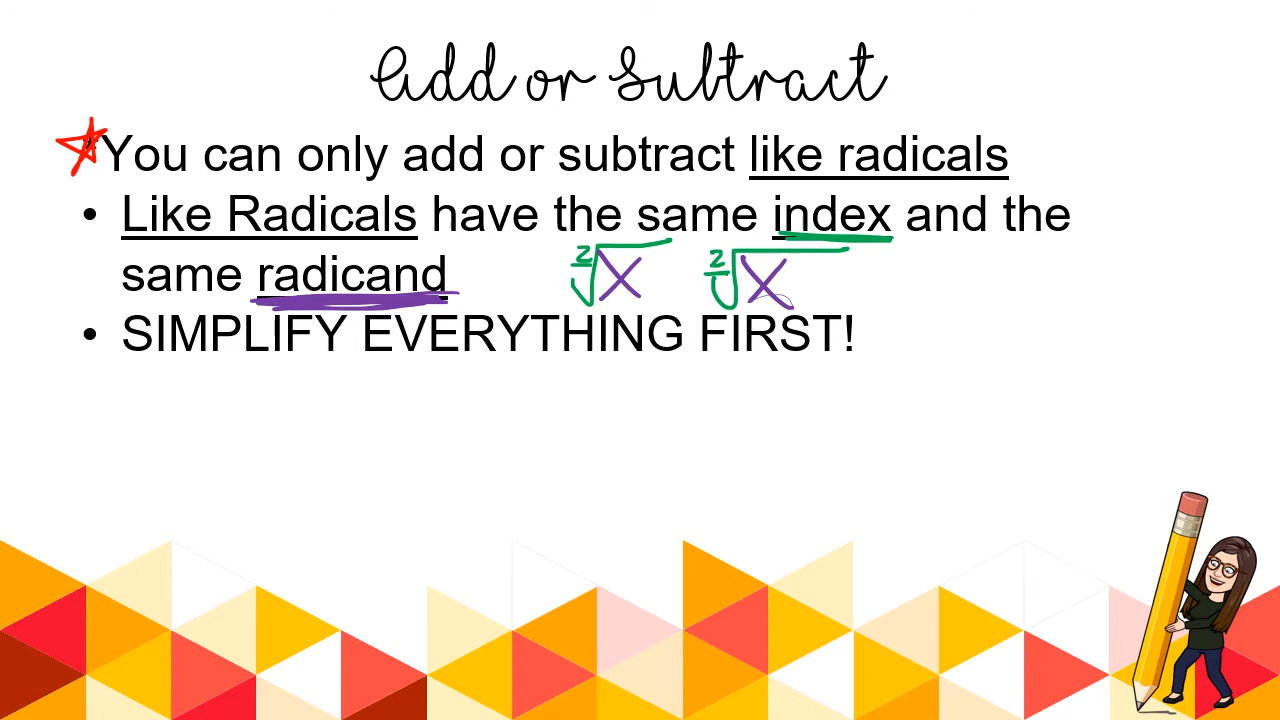 Add or Subtract
You can only add or subtract like radicals
• Like Radicals have the same index and the
same radicand
2√x 2√x
• SIMPLIFY EVERYTHING FIRST!